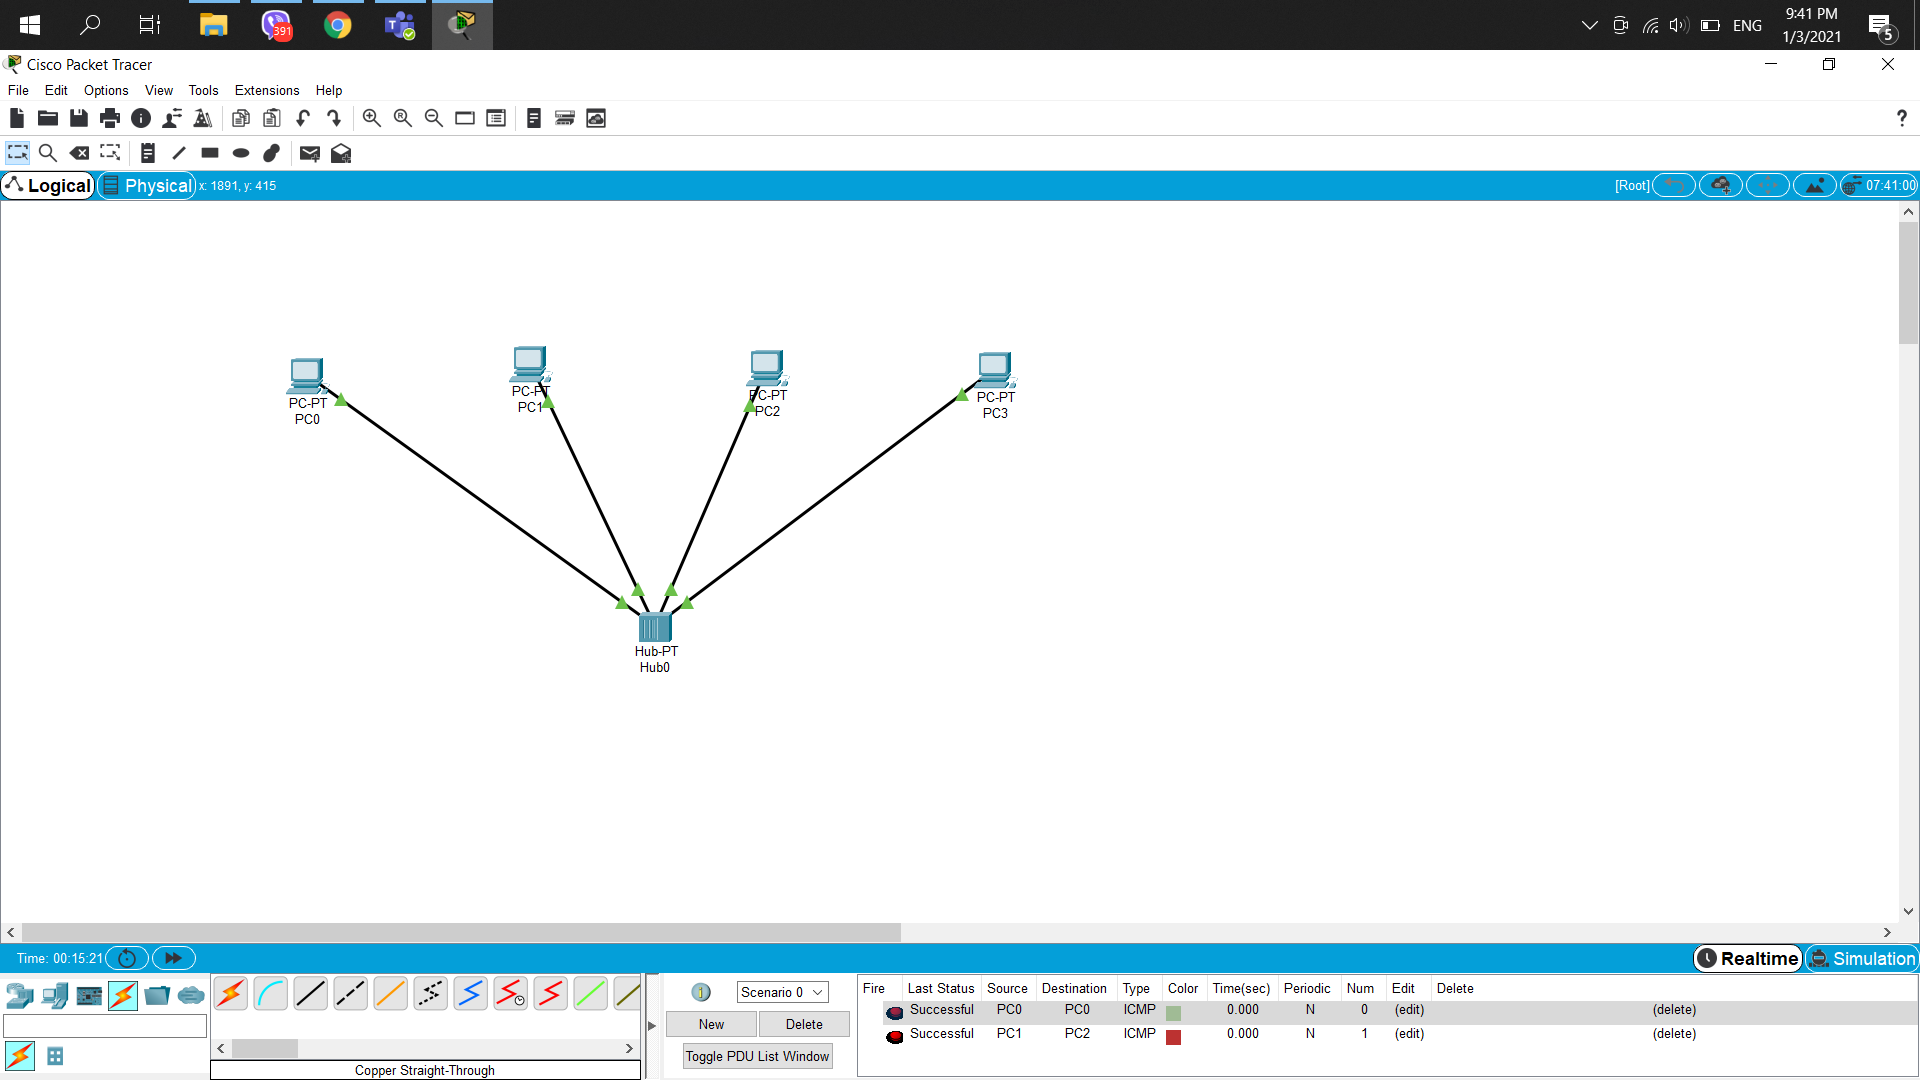 391
ENG
9:41 PM
1/3/2021
5
Cisco Packet Tracer
File Edit Options View Tools Extensions Help
?
Logical Physical x: 1891, y: 415 [Root] 07:41:00
PC-PT
PC0
PC-PT
PC1
PC-PT
PC2
PC-PT
PC3
Hub-PT
Hub0
Time: 00:15:21 Realtime Simulation
Scenario 0
New Delete
Toggle PDU List Window
Copper Straight-Through
Fire Last Status Source Destination Type Color Time(sec) Periodic Num Edit Delete
Successful PC0 PC0 ICMP 0.000 N 0 (edit) (delete)
Successful PC1 PC2 ICMP 0.000 N 1 (edit) (delete)